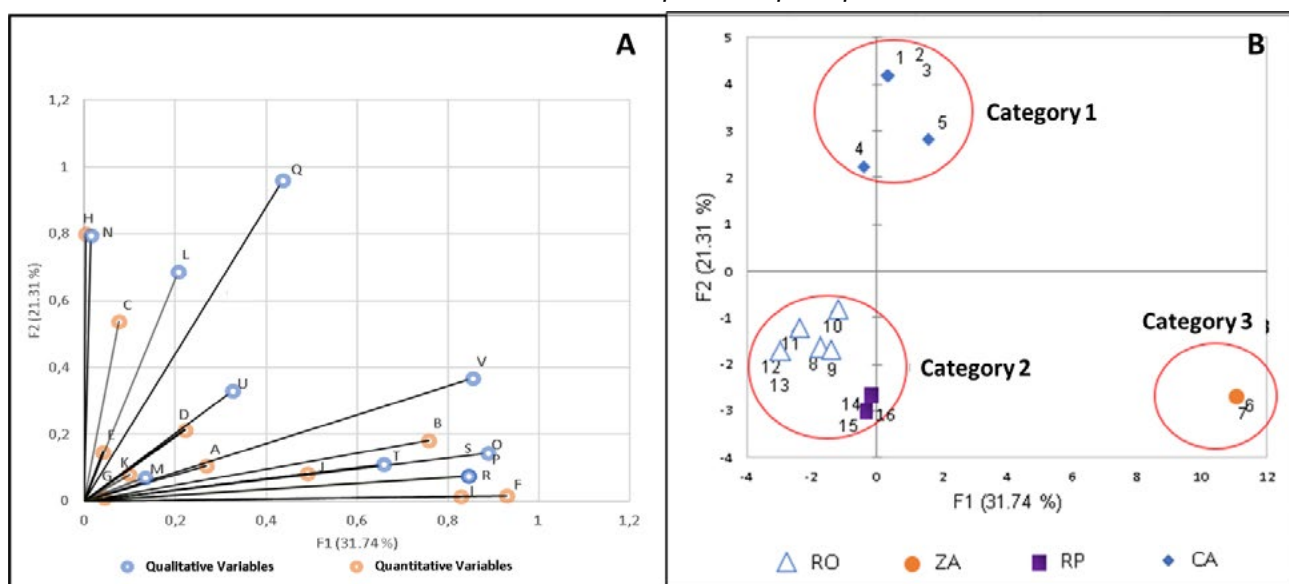 A
1,2
1
0,8
0,6
0,4
0,2
0
F2 (21.31 %)
H
N
Q
L
C
U
V
D
E
B
A
S
O
K
M
T
P
G
R
F
0 0,2 0,4 0,6 0,8 1 1,2
F1 (31.74 %)
Qualitative Variables Quantitative Variables
B
5
4
3
2
1
0
-1
-2
-3
-4
F2 (21.31 %)
1 2
3
5
4
Category 1
10
11
12 8 9
13
14 16
15
Category 2
Category 3
6
7
-4 -2 0 2 4 6 8 10 12
F1 (31.74 %)
RO ZA RP CA